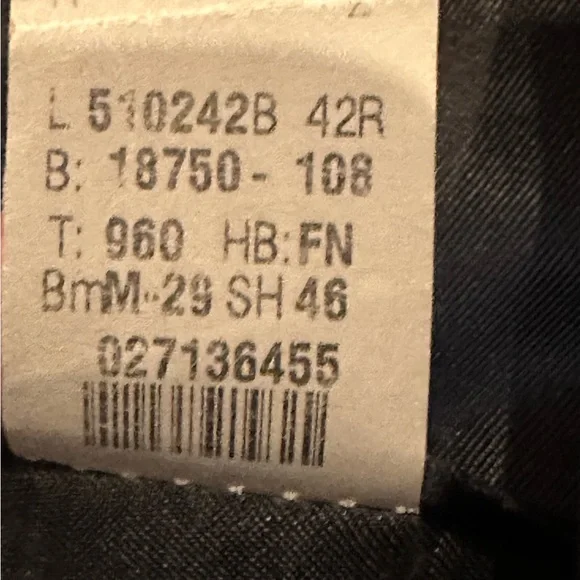 L 510242B 42R
B: 18750- 108
T: 960 HB: FN
BmM-29 SH 46
027136455